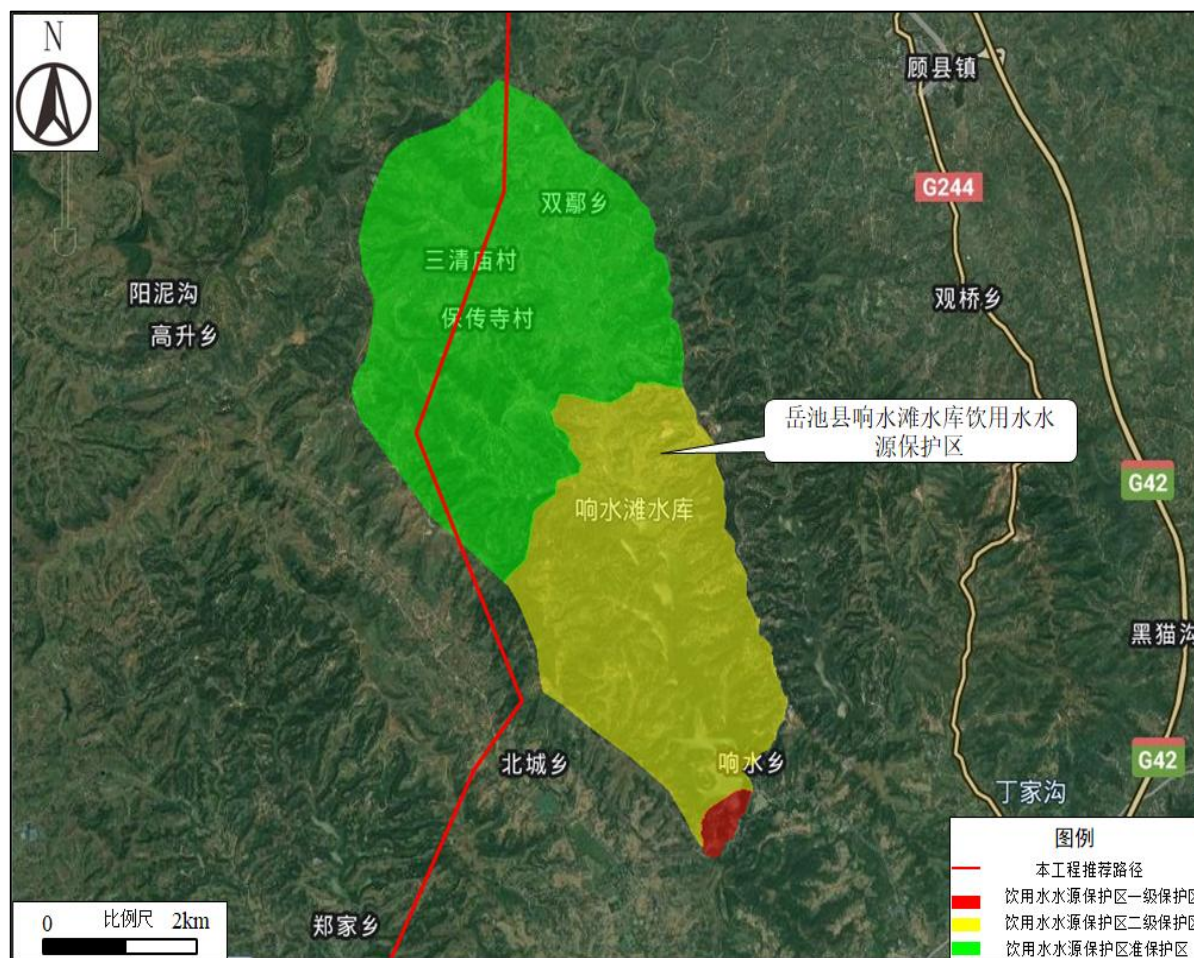 N
顾县镇
G244
双鄢乡
三清庙村
阳泥沟
观桥乡
保传寺村
高升乡
岳池县响水滩水库饮用水水
源保护区
G42
响水滩水库
黑猫沟
北城乡
响水乡
G42
丁家沟
图例
本工程推荐路径
饮用水水源保护区一级保护区
饮用水水源保护区二级保护区
饮用水水源保护区准保护区
0 比例尺 2km
郑家乡